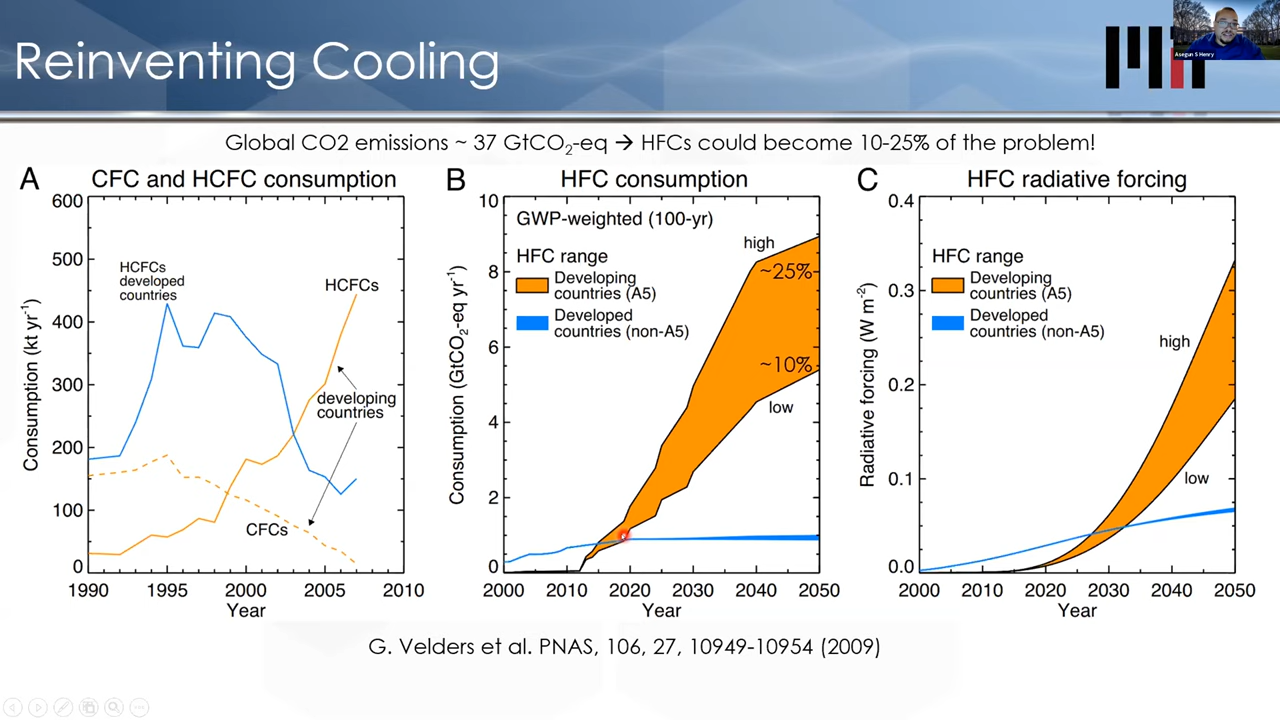 Reinventing Cooling
Asegun S Henry
Global CO2 emissions ~ 37 GtCO₂-eq → HFCs could become 10-25% of the problem!
A
CFC and HCFC consumption
Consumption (kt yr⁻¹)
600
500
400
300
200
100
0
HCFCs
developed
countries
HCFCs
developing
countries
CFCs
1990
1995
2000
2005
2010
Year
B
HFC consumption
Consumption (GtCO₂-eq yr⁻¹)
10
8
6
4
2
0
GWP-weighted (100-yr)
HFC range
Developing
countries (A5)
Developed
countries (non-A5)
high
~25%
~10%
low
2000
2010
2020
2030
2040
2050
Year
C
HFC radiative forcing
Radiative forcing (W m⁻²)
0.4
0.3
0.2
0.1
0.0
HFC range
Developing
countries (A5)
Developed
countries (non-A5)
high
low
2000
2010
2020
2030
2040
2050
Year
G. Velders et al. PNAS, 106, 27, 10949-10954 (2009)